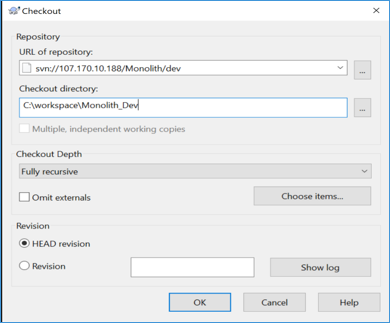 Checkout
Repository
URL of repository:
svn://107.170.10.188/Monolith/dev
...
Checkout directory:
C:\workspace\Monolith_Dev
...
Multiple, independent working copies
Checkout Depth
Fully recursive
Omit externals
Choose items...
Revision
HEAD revision
Revision
Show log
OK
Cancel
Help